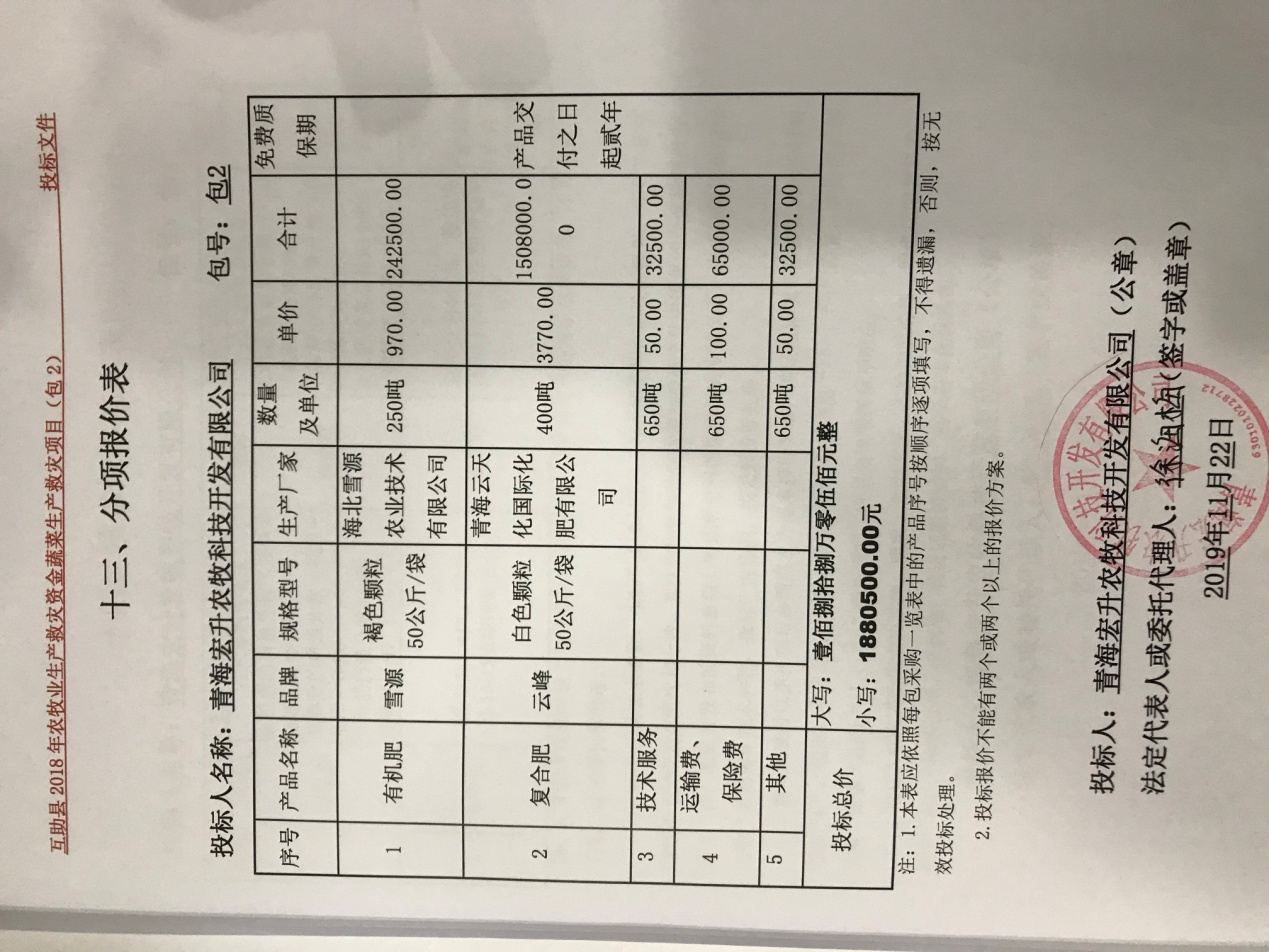 互助县2018年农牧业生产救灾资金蔬菜生产救灾项目（包2） 投标文件
十三、分项报价表
投标人名称：青海宏升农牧科技开发有限公司 包号：包2
序号 产品名称 品牌 规格型号 生产厂家 数量及单位 单价 合计 免费质保期
1 有机肥 雪源 褐色颗粒50公斤/袋 海北雪源农业技术有限公司 250吨 970.00 242500.00 产品交付之日起贰年
2 复合肥 云峰 白色颗粒50公斤/袋 青海云天化国际化肥有限公司 400吨 3770.00 1508000.00
3 技术服务 650吨 50.00 32500.00
4 运输费、保险费 650吨 100.00 65000.00
5 其他 650吨 50.00 32500.00
投标总价 大写：壹佰捌拾捌万零伍佰元整
小写：1880500.00元
注：1.本表应依照每包采购一览表中的产品序号按顺序逐项填写，不得遗漏，否则，按无
效投标处理。
2.投标报价不能有两个或两个以上的报价方案。
投标人：青海宏升农牧科技开发有限公司（公章）
法定代表人或委托代理人：（签字或盖章）
2019年11月22日
6301010228712